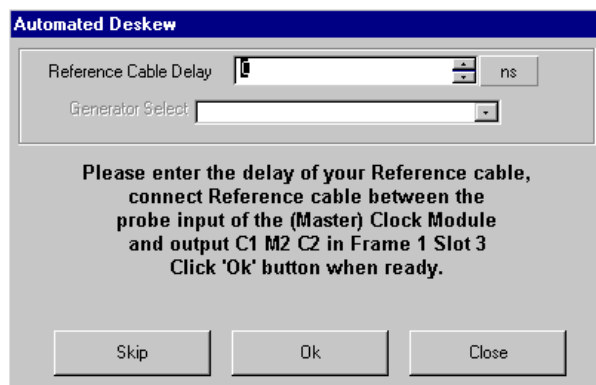 Automated Deskew
Reference Cable Delay 0 ns
Generator Select
Please enter the delay of your Reference cable,
connect Reference cable between the
probe input of the (Master) Clock Module
and output C1 M2 C2 in Frame 1 Slot 3
Click 'Ok' button when ready.
Skip Ok Close